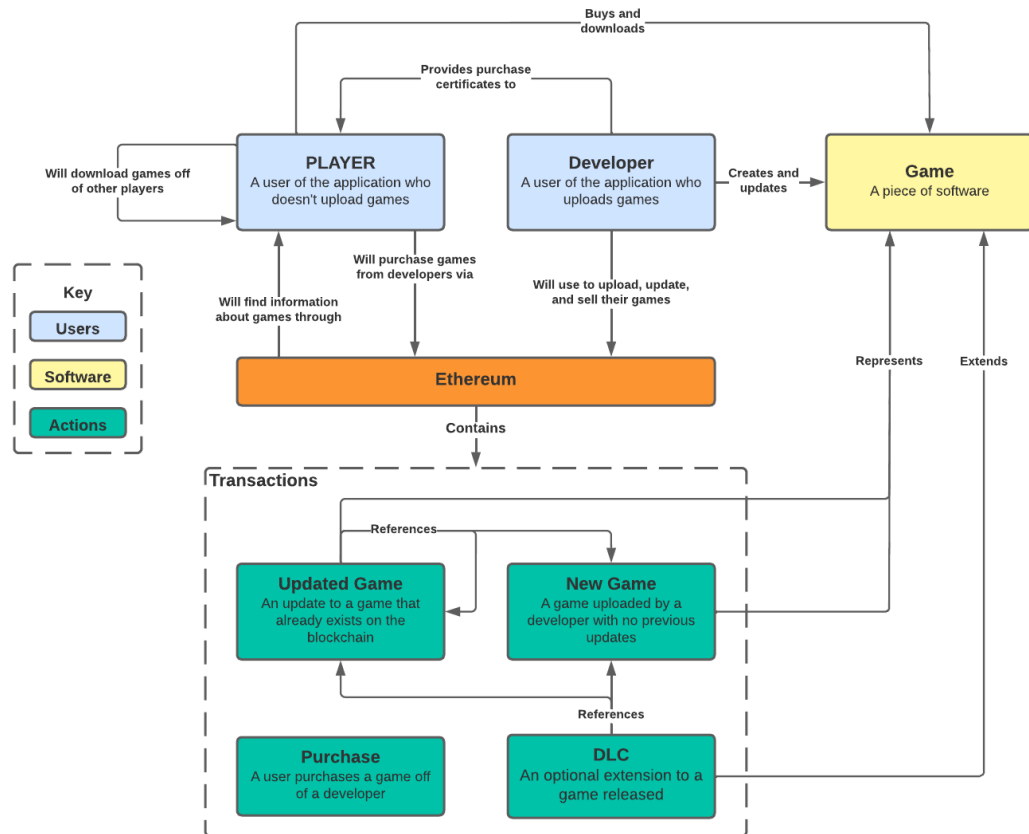 Buys and
downloads
Provides purchase
certificates to
Will download games off
of other players
PLAYER
A user of the application who
doesn't upload games
Developer
A user of the application who
uploads games
Creates and
updates
Game
A piece of software
Will purchase games
from developers via
Will find information
about games through
Will use to upload, update,
and sell their games
Key
Users
Software
Actions
Ethereum
Represents
Extends
Contains
Transactions
References
Updated Game
An update to a game that
already exists on the
blockchain
New Game
A game uploaded by a
developer with no previous
updates
References
Purchase
A user purchases a game off
of a developer
DLC
An optional extension to a
game released